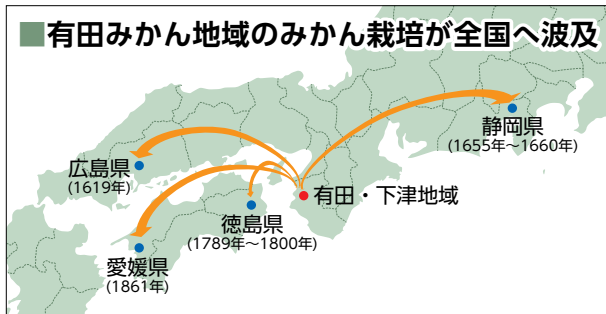 ■有田みかん地域のみかん栽培が全国へ波及
静岡県
(1655年～1660年)
広島県
(1619年)
有田・下津地域
徳島県
(1789年～1800年)
愛媛県
(1861年)